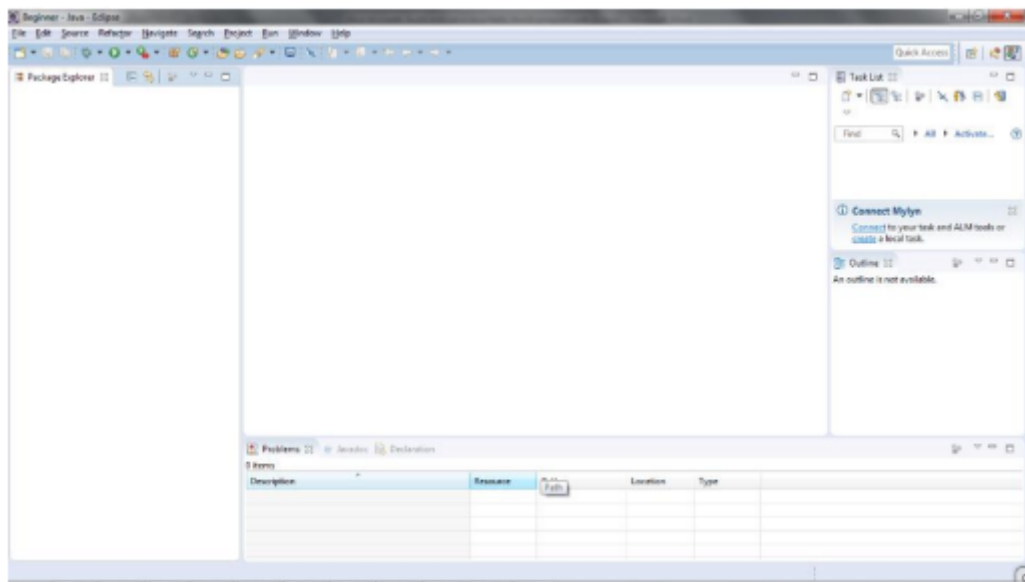 Beginner - Java - Eclipse
File Edit Source Refactor Navigate Search Project Run Window Help
Quick Access
Package Explorer
Task List
Find All Activate...
Connect Mylyn
Connect to your task and ALM tools or
create a local task.
Outline
An outline is not available.
Problems Javadoc Declaration
0 items
Description Resource Path Location Type
Path